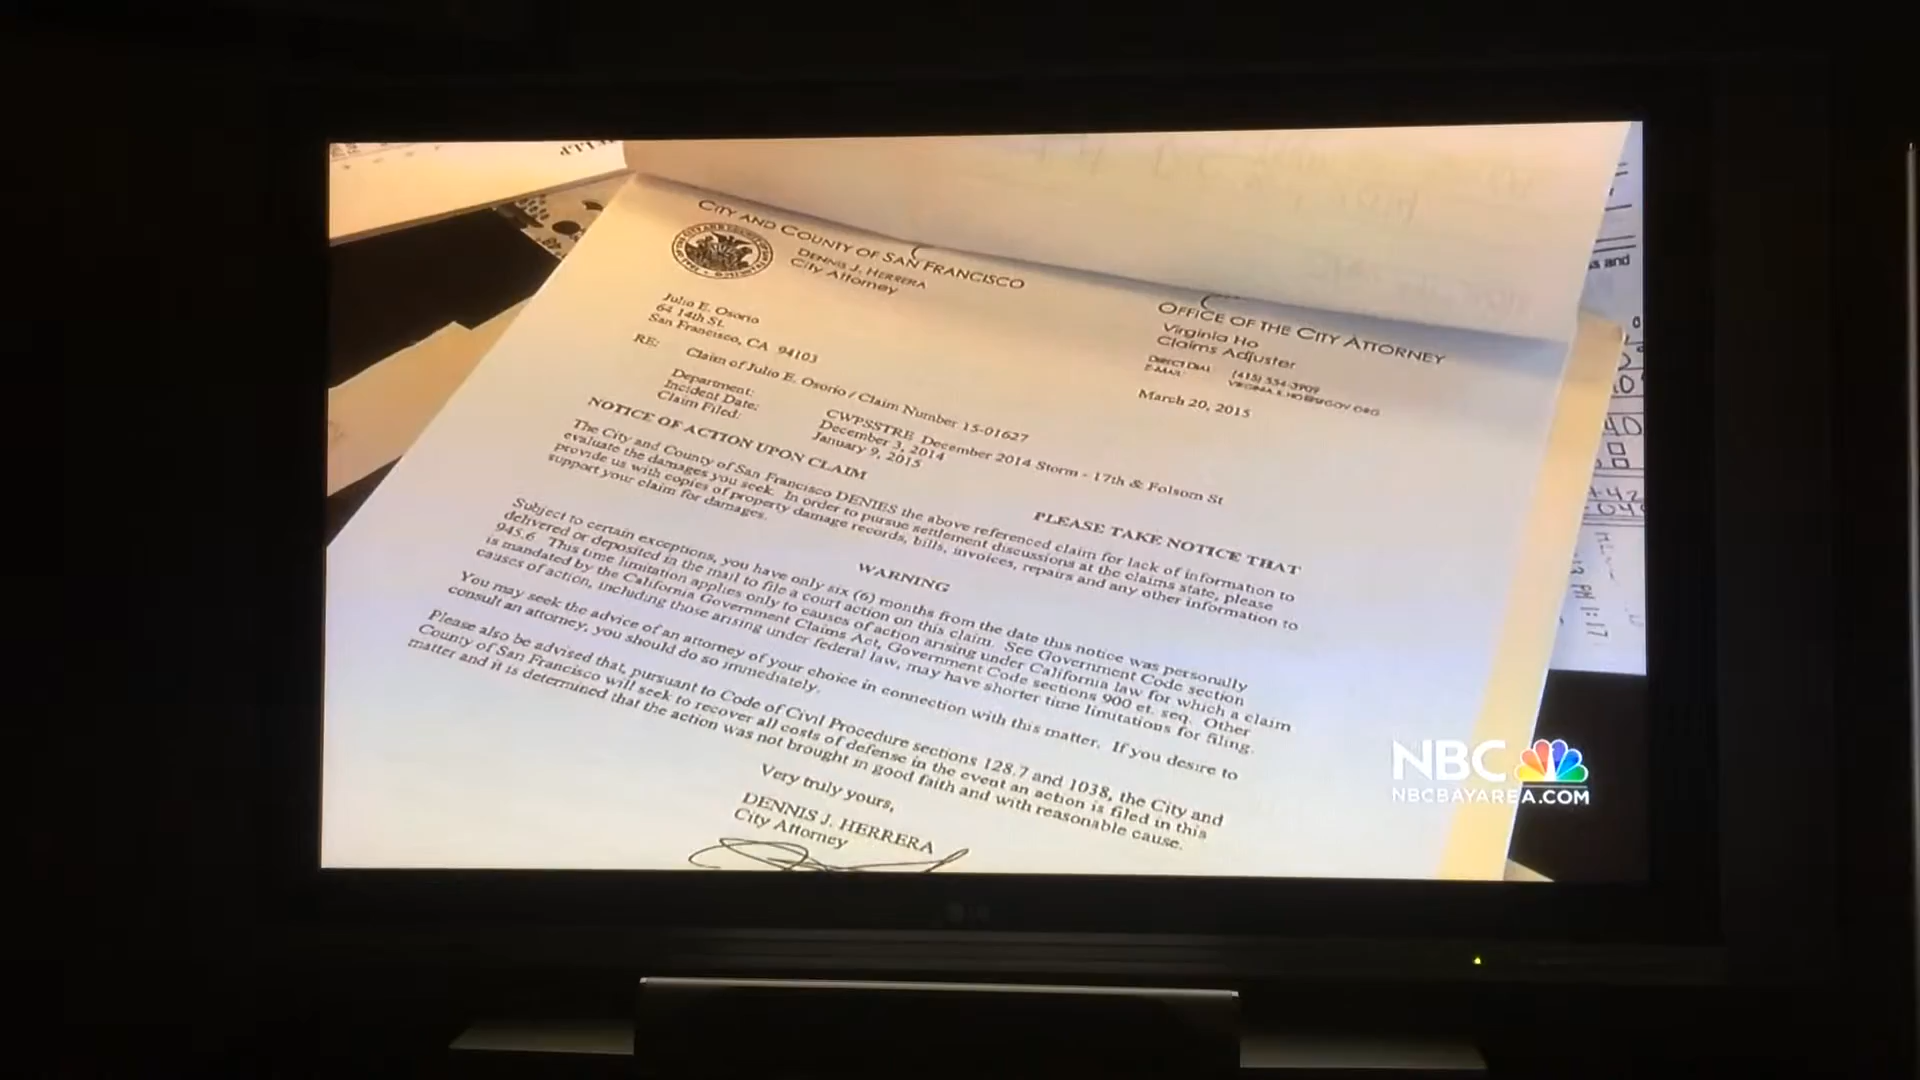 CITY AND COUNTY OF SAN FRANCISCO
DENNIS J. HERRERA
City Attorney
OFFICE OF THE CITY ATTORNEY
Virginia Ho
Claims Adjuster
DIRECT DIAL: (415) 554-3909
E-MAIL:
March 20, 2015
Julio E. Osorio
64 14th St.
San Francisco, CA 94103
RE: Claim of Julio E. Osorio / Claim Number 15-01627
Department: CWPSSTRE December 2014 Storm - 17th & Folsom St
Incident Date: December 3, 2014
Claim Filed: January 9, 2015
NOTICE OF ACTION UPON CLAIM
PLEASE TAKE NOTICE THAT
The City and County of San Francisco DENIES the above referenced claim for lack of information to
evaluate the damages you seek. In order to pursue settlement discussions at the claims state, please
provide us with copies of property damage records, bills, invoices, repairs and any other information to
support your claim for damages.
WARNING
Subject to certain exceptions, you have only six (6) months from the date this notice was personally
delivered or deposited in the mail to file a court action on this claim. See Government Code section
945.6. This time limitation applies only to causes of action arising under California law for which a claim
is mandated by the California Government Claims Act, Government Code sections 900 et. seq. Other
causes of action, including those arising under federal law, may have shorter time limitations for filing.
You may seek the advice of an attorney of your choice in connection with this matter. If you desire to
consult an attorney, you should do so immediately.
Please also be advised that, pursuant to Code of Civil Procedure sections 128.7 and 1038, the City and
County of San Francisco will seek to recover all costs of defense in the event an action is filed in this
matter and it is determined that the action was not brought in good faith and with reasonable cause.
Very truly yours,
DENNIS J. HERRERA
City Attorney
NBC
NBCBAYAREA.COM